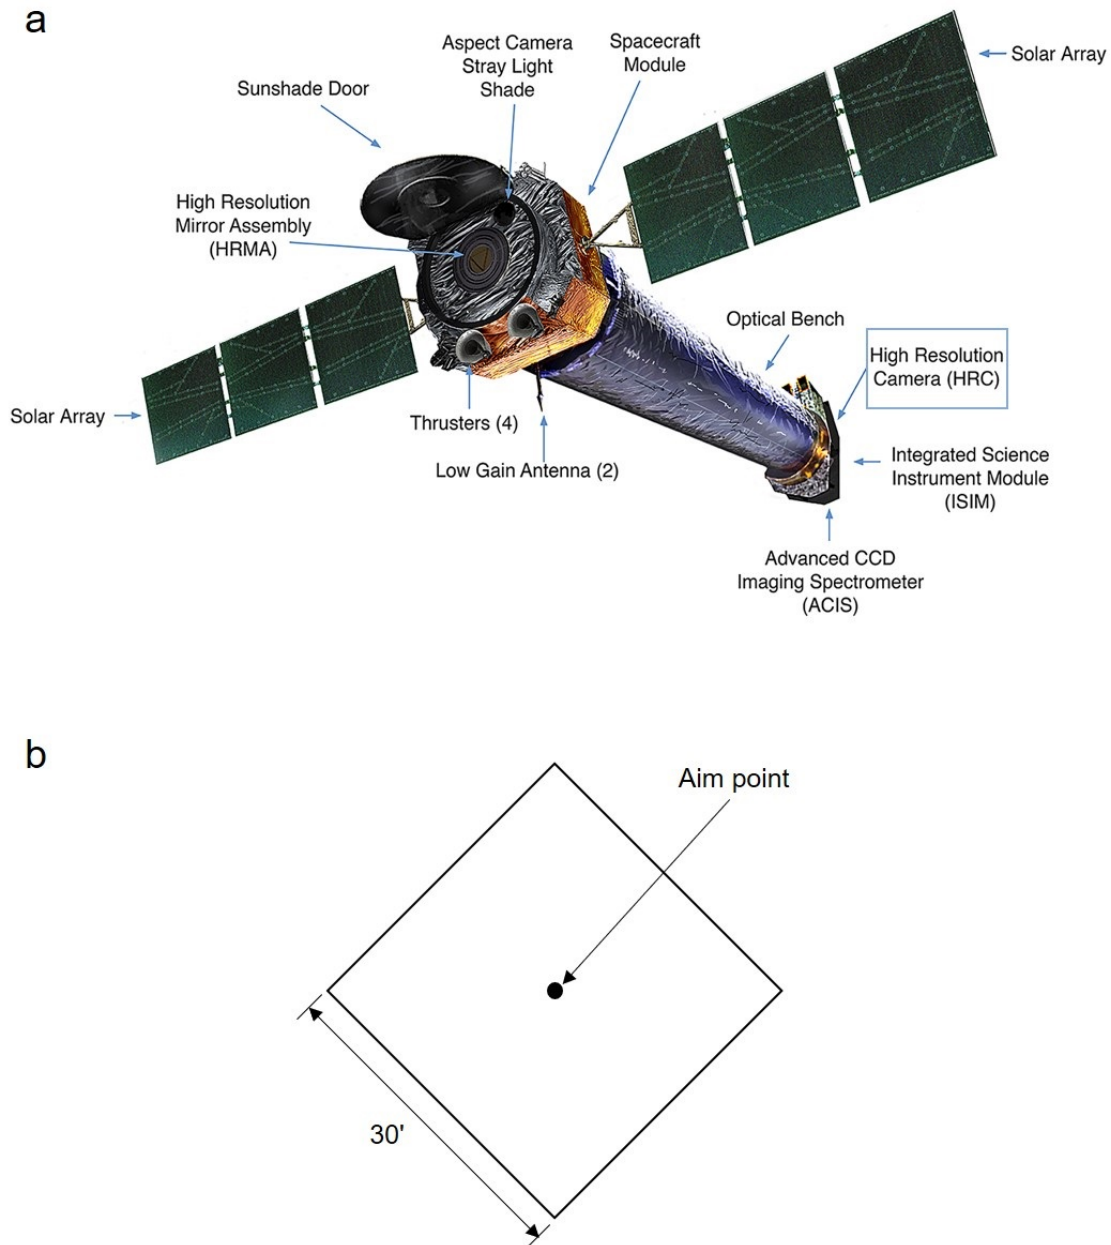 a
Aspect Camera
Stray Light
Shade
Spacecraft
Module
Solar Array
Sunshade Door
High Resolution
Mirror Assembly
(HRMA)
Optical Bench
High Resolution
Camera (HRC)
Solar Array
Thrusters (4)
Low Gain Antenna (2)
Integrated Science
Instrument Module
(ISIM)
Advanced CCD
Imaging Spectrometer
(ACIS)
b
Aim point
30'